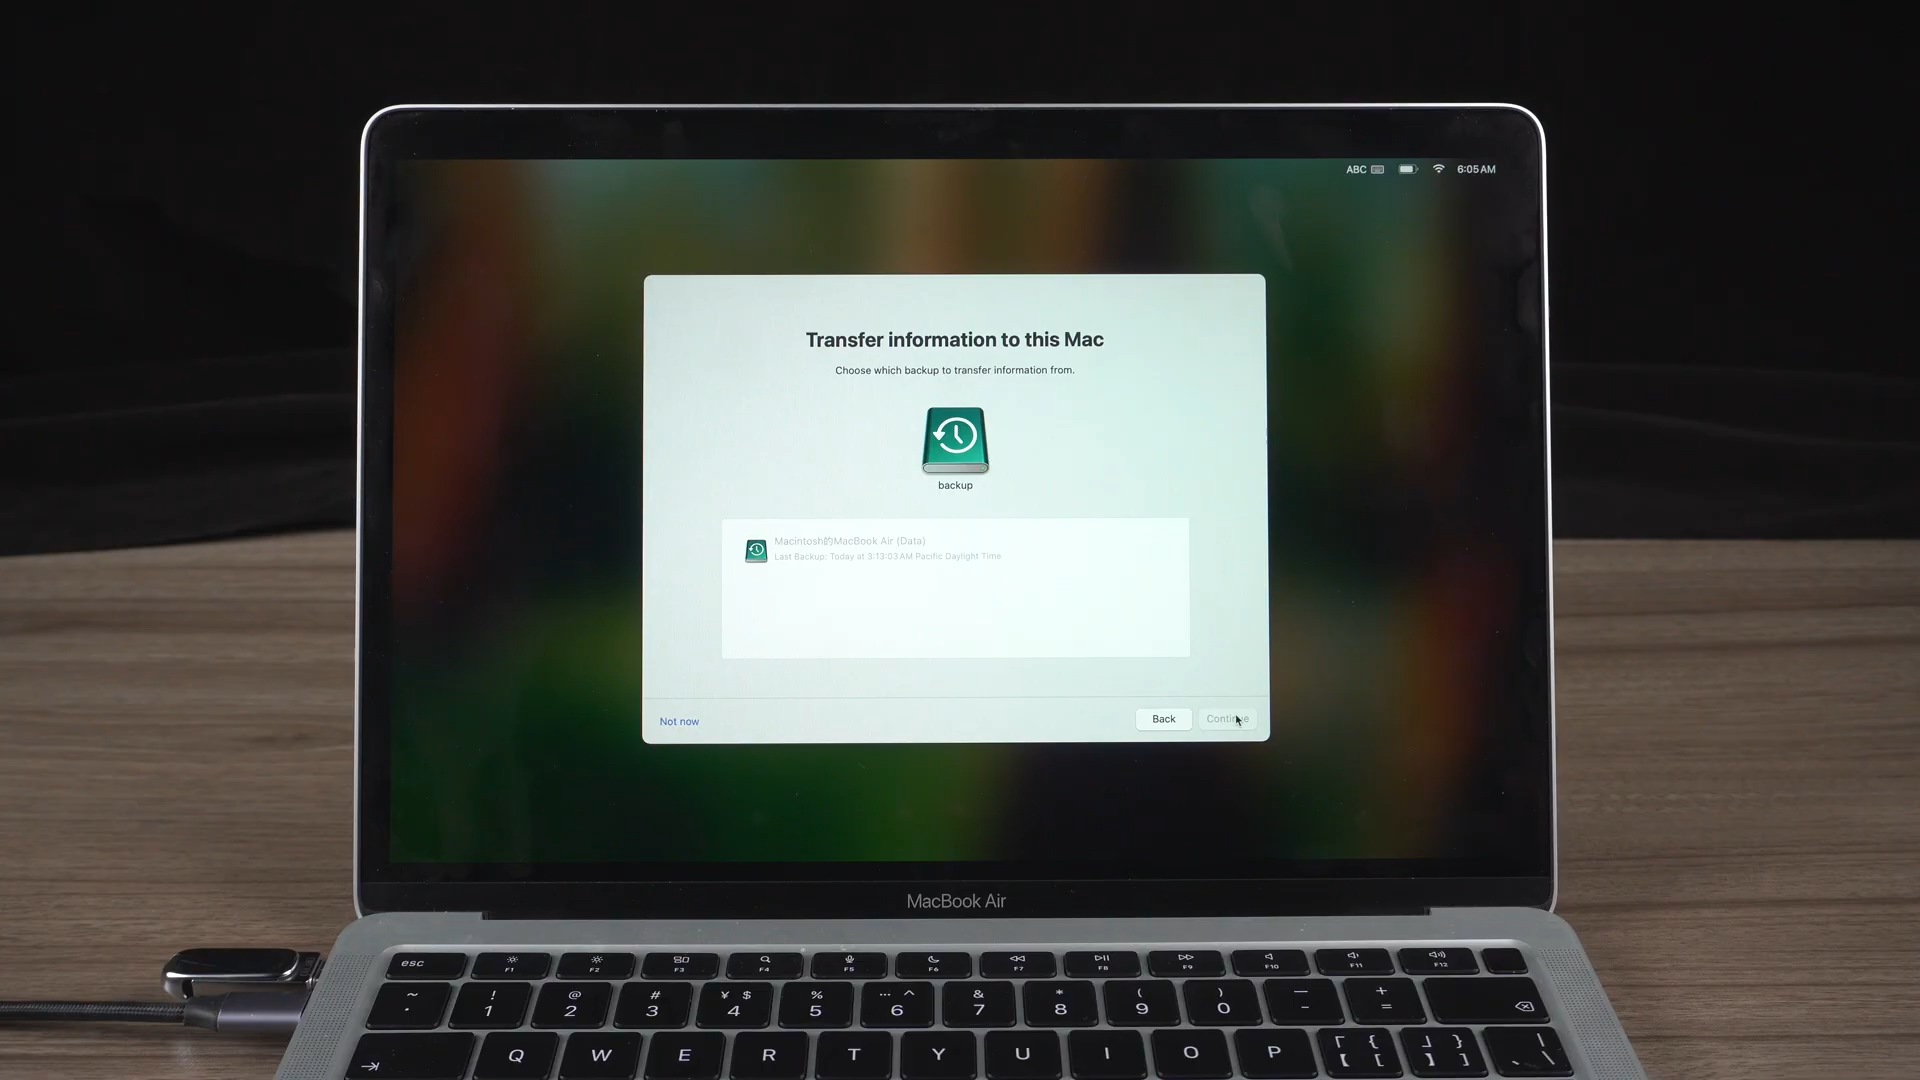 ABC
6:05 AM
Transfer information to this Mac
Choose which backup to transfer information from.
backup
Macintosh的MacBook Air (Data)
Last Backup: Today at 3:13:03 AM Pacific Daylight Time
Not now
Back
Continue
MacBook Air
esc
F1
F2
F3
F4
F5
F6
F7
F8
F9
F10
F11
F12
~ ·
! 1
@ 2
# 3
¥ $ 4
% 5
… ^ 6
& 7
* 8
( 9
) 0
— -
+ =
Q
W
E
R
T
Y
U
I
O
P
「 { 【 [
」 } 】 ]
| 、 \